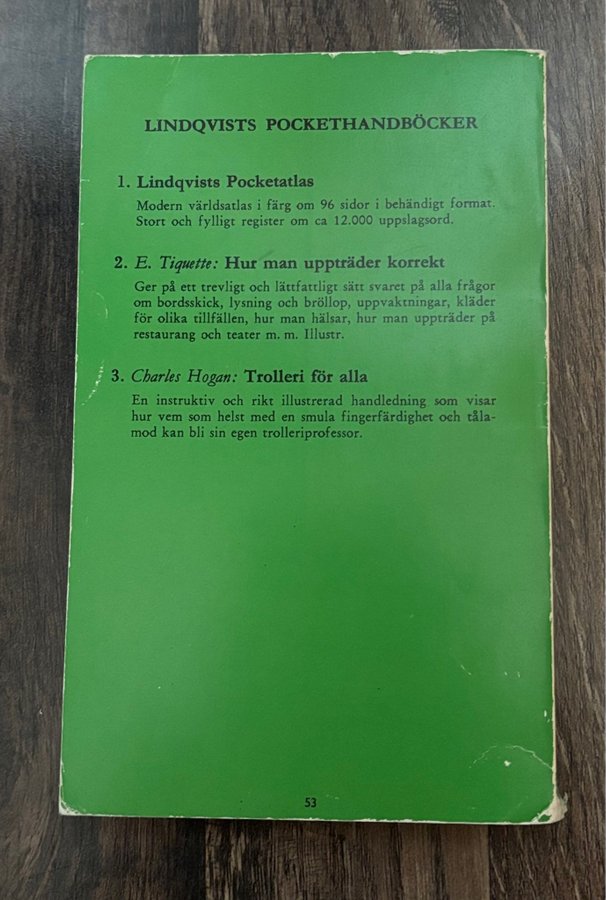 LINDQVISTS POCKETHANDBÖCKER
1. Lindqvists Pocketatlas
Modern världsatlas i färg om 96 sidor i behändigt format.
Stort och fylligt register om ca 12.000 uppslagsord.
2. E. Tiquette: Hur man uppträder korrekt
Ger på ett trevligt och lättfattligt sätt svaret på alla frågor
om bordsskick, lysning och bröllop, uppvaktningar, kläder
för olika tillfällen, hur man hälsar, hur man uppträder på
restaurang och teater m. m. Illustr.
3. Charles Hogan: Trolleri för alla
En instruktiv och rikt illustrerad handledning som visar
hur vem som helst med en smula fingerfärdighet och tåla-
mod kan bli sin egen trolleriprofessor.
53